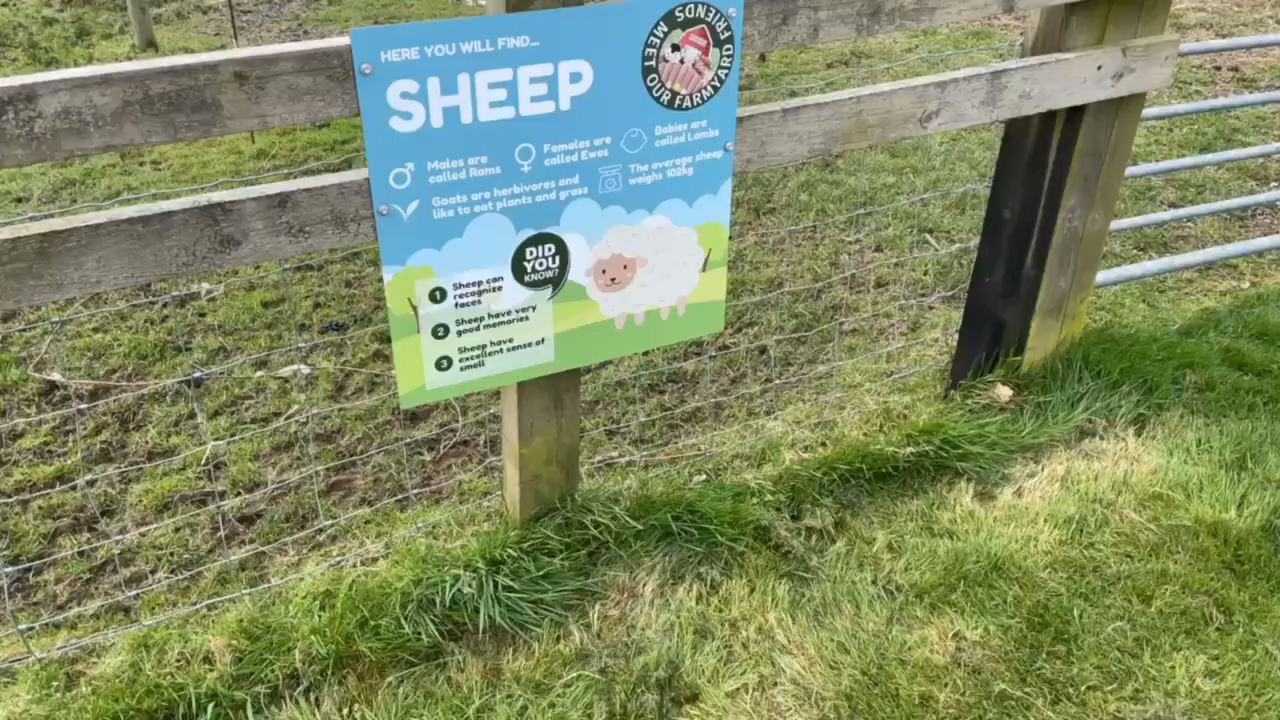 HERE YOU WILL FIND...
SHEEP
MEET OUR FARMYARD FRIENDS
Males are
called Rams
Females are
called Ewes
Babies are
called Lambs
Goats are herbivores and
like to eat plants and grass
The average sheep
weighs 102kg
DID
YOU
KNOW?
1 Sheep can
recognize
faces
2 Sheep have very
good memories
3 Sheep have
excellent sense of
smell